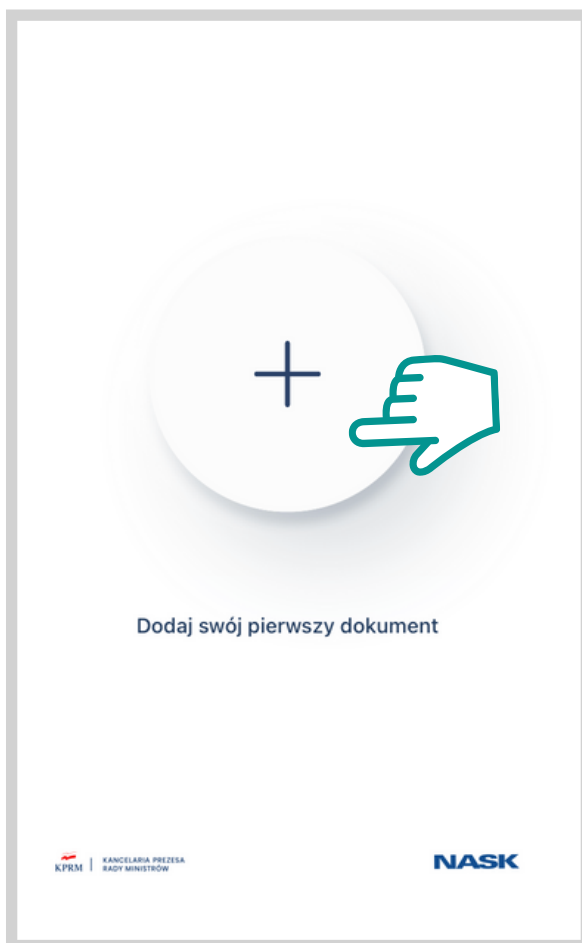 Dodaj swój pierwszy dokument
KPRM
KANCELARIA PREZESA
RADY MINISTRÓW
NASK